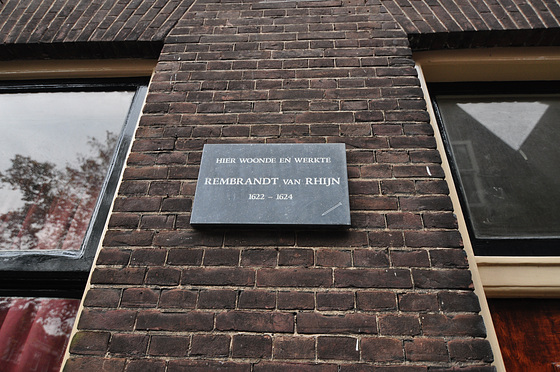 HIER WOONDE EN WERKTE
REMBRANDT VAN RHIJN
1622 - 1624